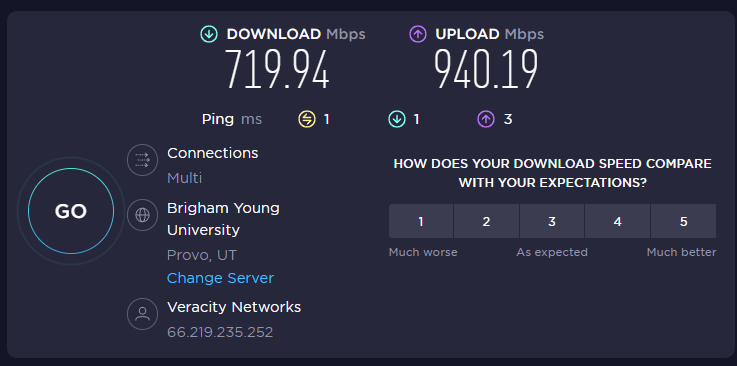 DOWNLOAD Mbps
719.94
UPLOAD Mbps
940.19
Ping ms 1 1 3
GO
Connections
Multi
Brigham Young
University
Provo, UT
Change Server
Veracity Networks
66.219.235.252
HOW DOES YOUR DOWNLOAD SPEED COMPARE
WITH YOUR EXPECTATIONS?
1 2 3 4 5
Much worse As expected Much better